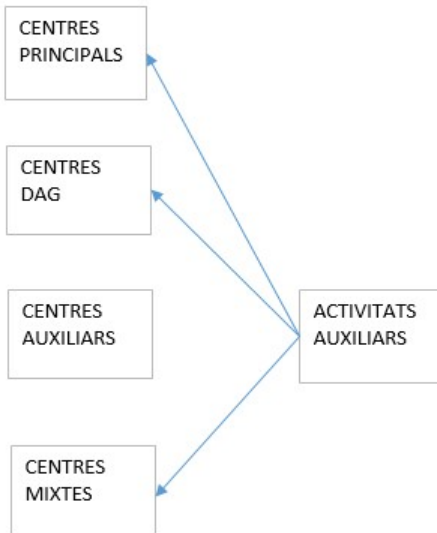 CENTRES
PRINCIPALS
CENTRES
DAG
CENTRES
AUXILIARS
ACTIVITATS
AUXILIARS
CENTRES
MIXTES